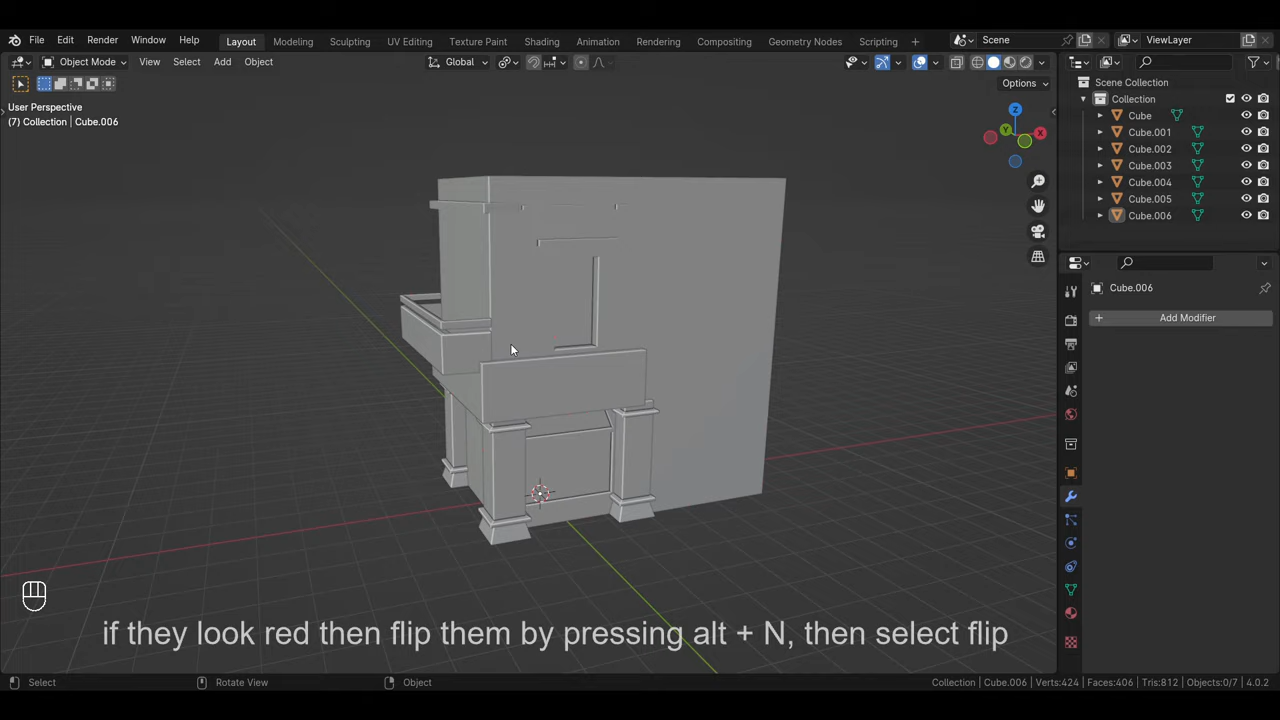 File Edit Render Window Help Layout Modeling Sculpting UV Editing Texture Paint Shading Animation Rendering Compositing Geometry Nodes Scripting + Scene ViewLayer
Object Mode View Select Add Object Global
Options
User Perspective
(7) Collection | Cube.006
Z
Y
X
Scene Collection
Collection
Cube
Cube.001
Cube.002
Cube.003
Cube.004
Cube.005
Cube.006
Cube.006
+ Add Modifier
if they look red then flip them by pressing alt + N, then select flip
Select Rotate View Object Collection | Cube.006 | Verts:424 | Faces:406 | Tris:812 | Objects:0/7 | 4.0.2